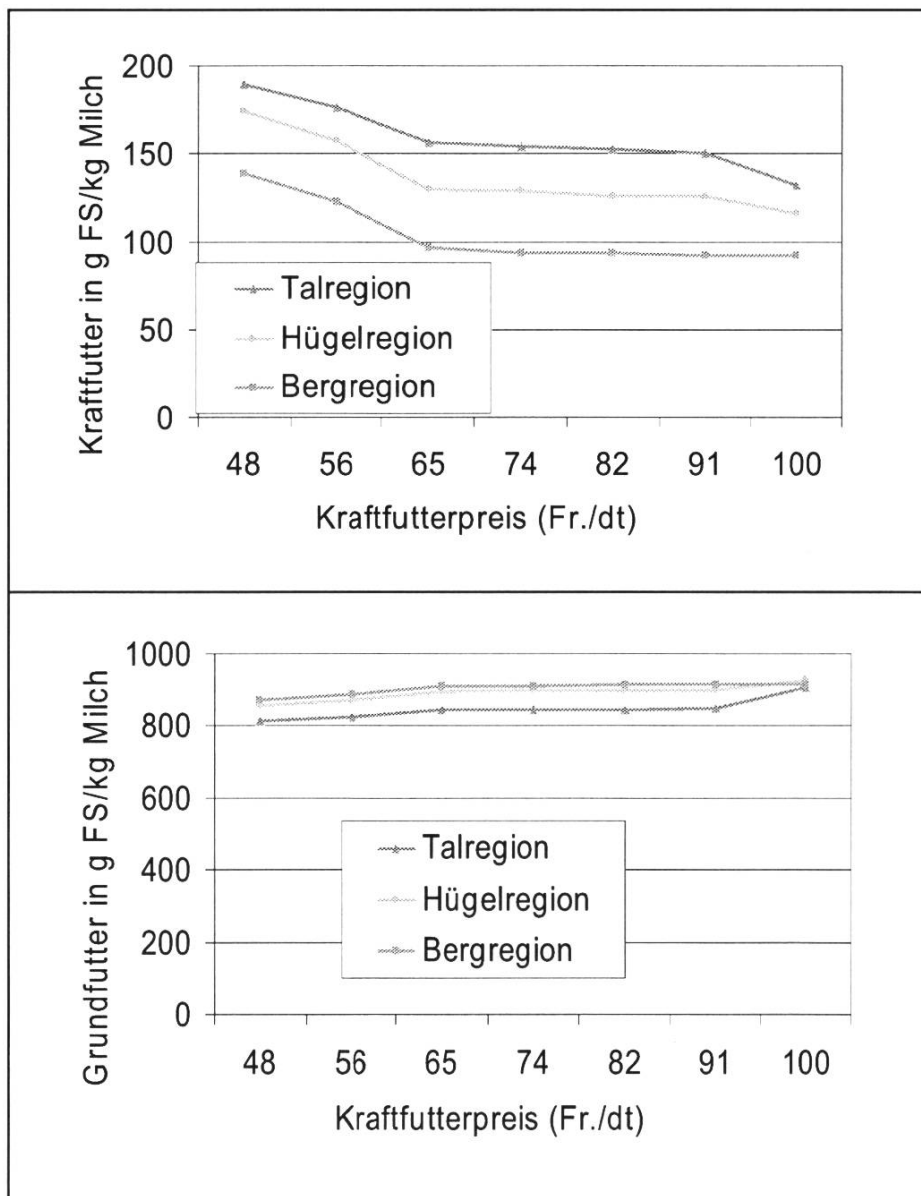 Kraftfutter in g FS/kg Milch
200
150
100
50
0
Talregion
Hügelregion
Bergregion
48 56 65 74 82 91 100
Kraftfutterpreis (Fr./dt)
Grundfutter in g FS/kg Milch
1000
800
600
400
200
0
Talregion
Hügelregion
Bergregion
48 56 65 74 82 91 100
Kraftfutterpreis (Fr./dt)